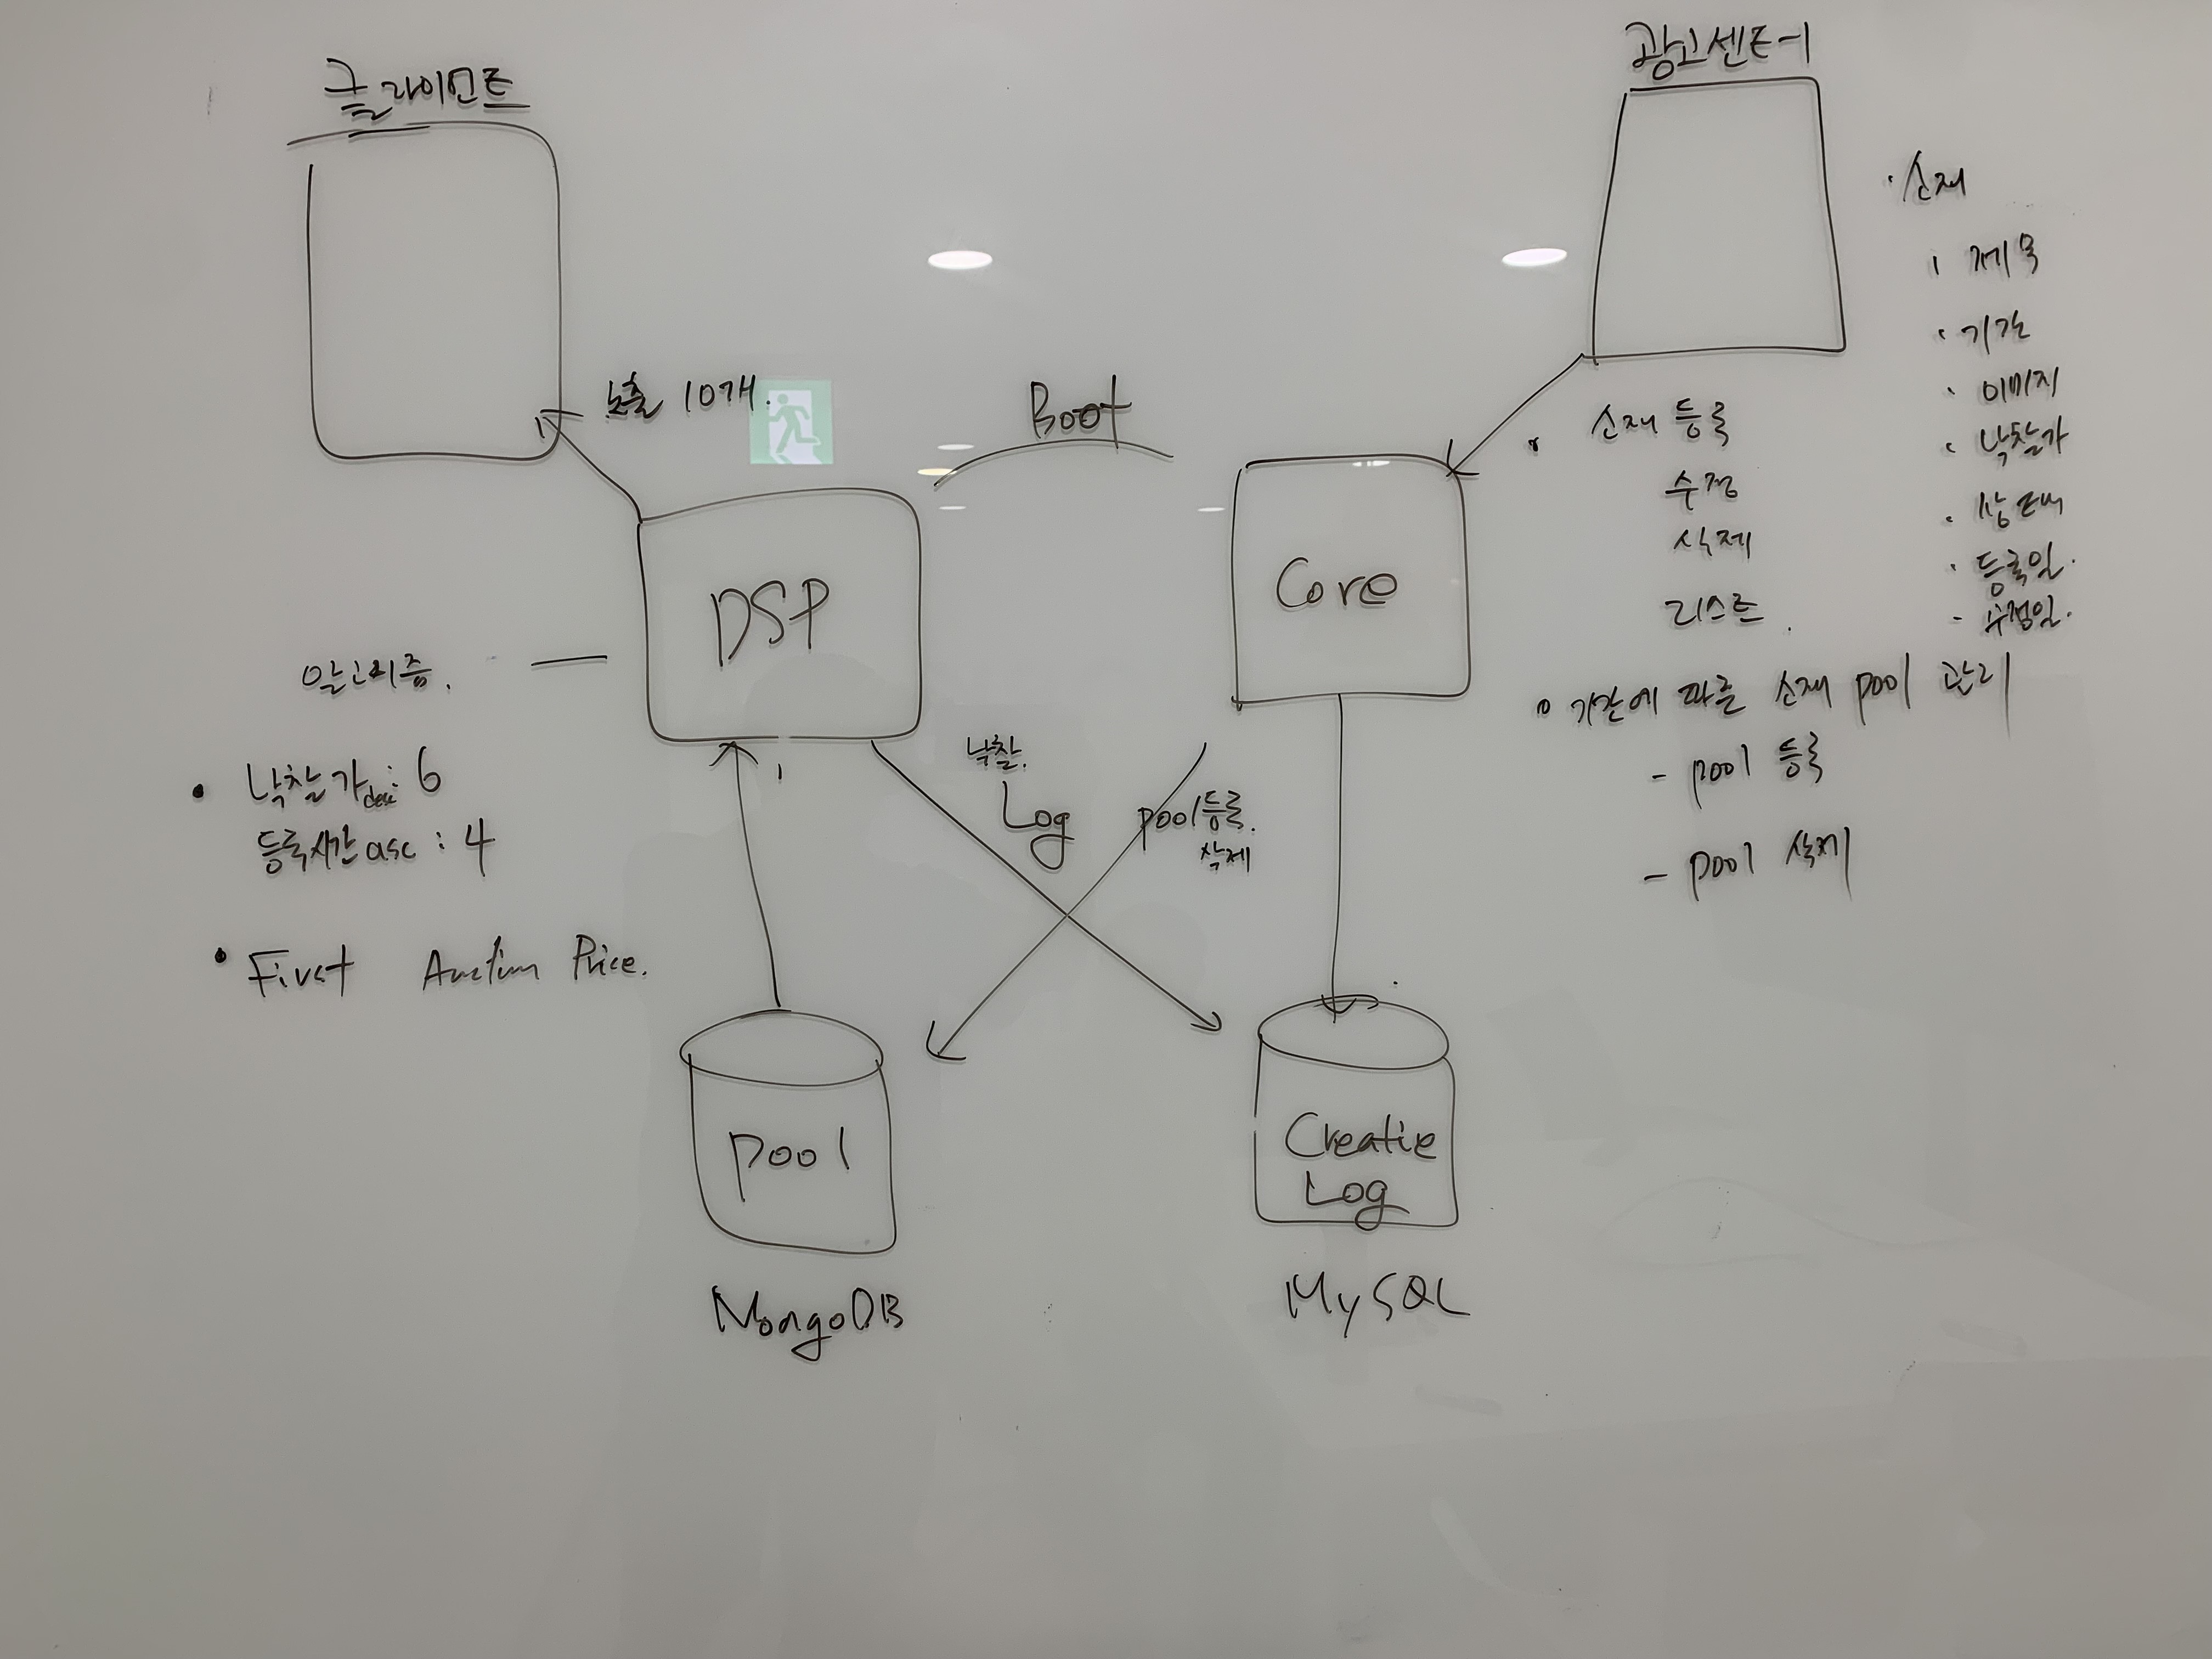 클라이언트
광고센터
· 소재
· 제목
· 기간
· 이미지
· 낙찰가
· 상태
· 등록일.
- 수정일.
노출 10개.
Boot
· 소재 등록
수정
삭제
리스트.
DSP
Core
알고리즘. —
• 기간에 따른 소재 pool 관리
- pool 등록
- pool 삭제
• 낙찰가 desc: 6
등록시간 asc : 4
• First Auction Price.
낙찰.
Log
pool등록.
삭제
pool
Creatie
Log
MongoDB
MySQL